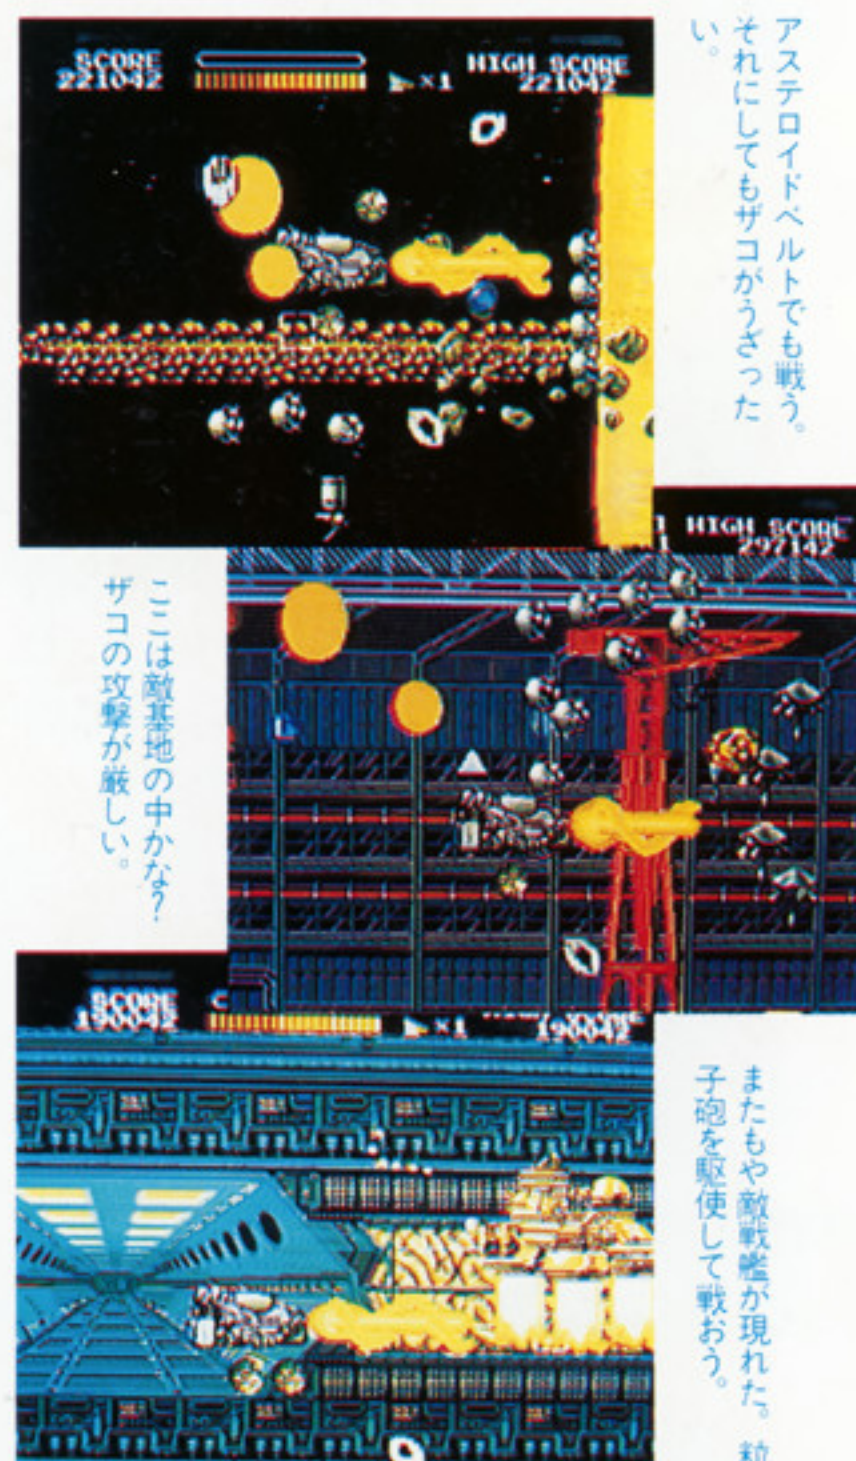 アステロイドベルトでも戦う。
それにしてもザコがうざった
い。
SCORE
221042
×1
HIGH SCORE
221042
HIGH SCORE
297142
ここは敵基地の中かな?
ザコの攻撃が厳しい。
SCORE
190042
×1
190042
またもや敵戦艦が現れた。粒
子砲を駆使して戦おう。